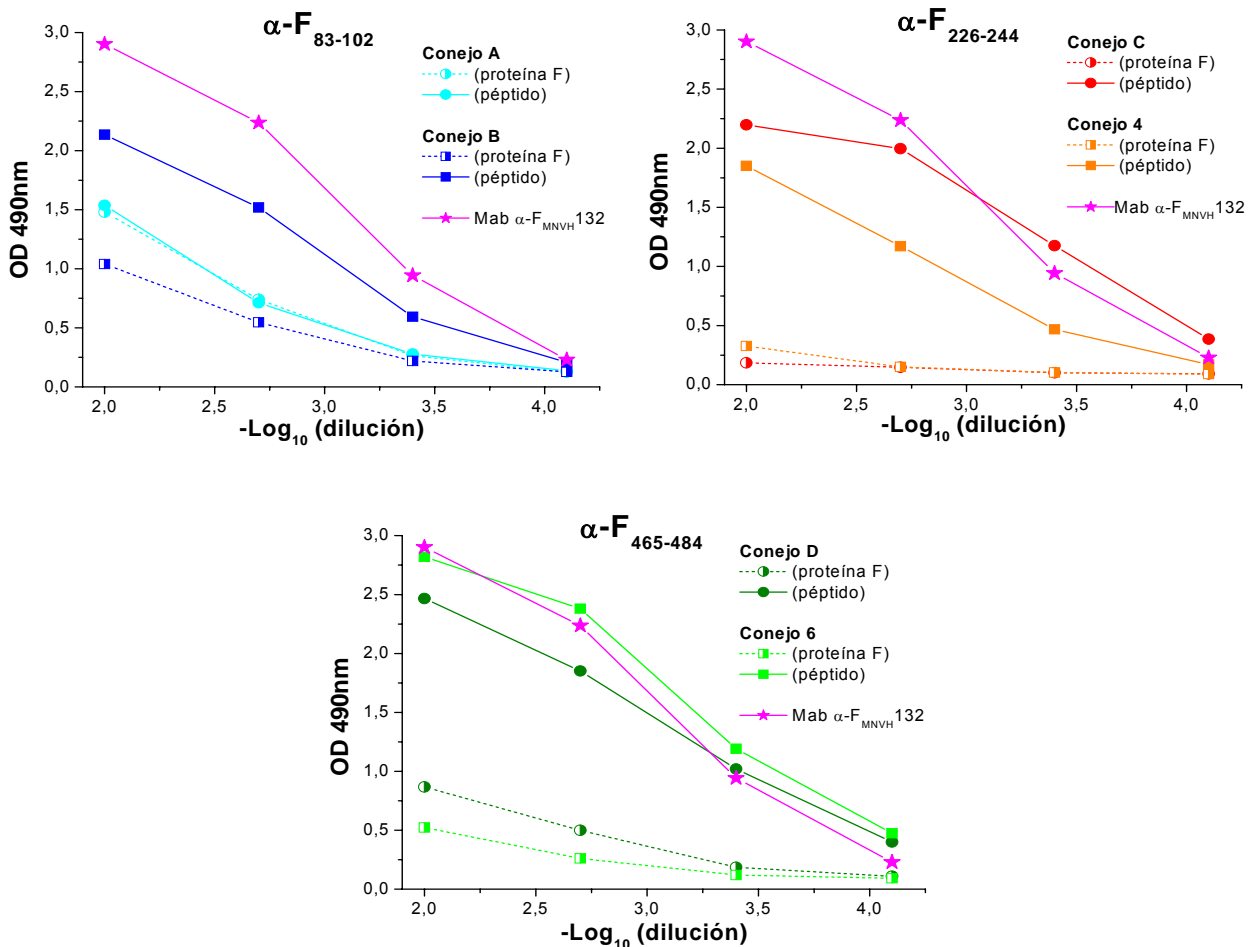 α-F83-102
3,0
2,5
2,0
1,5
1,0
0,5
0,0
OD 490nm
2,0 2,5 3,0 3,5 4,0
-Log10 (dilución)
Conejo A
(proteína F)
(péptido)
Conejo B
(proteína F)
(péptido)
Mab α-FMNVH132
α-F226-244
3,0
2,5
2,0
1,5
1,0
0,5
0,0
OD 490nm
2,0 2,5 3,0 3,5 4,0
-Log10 (dilución)
Conejo C
(proteína F)
(péptido)
Conejo 4
(proteína F)
(péptido)
Mab α-FMNVH132
α-F465-484
3,0
2,5
2,0
1,5
1,0
0,5
0,0
OD 490nm
2,0 2,5 3,0 3,5 4,0
-Log10 (dilución)
Conejo D
(proteína F)
(péptido)
Conejo 6
(proteína F)
(péptido)
Mab α-FMNVH132